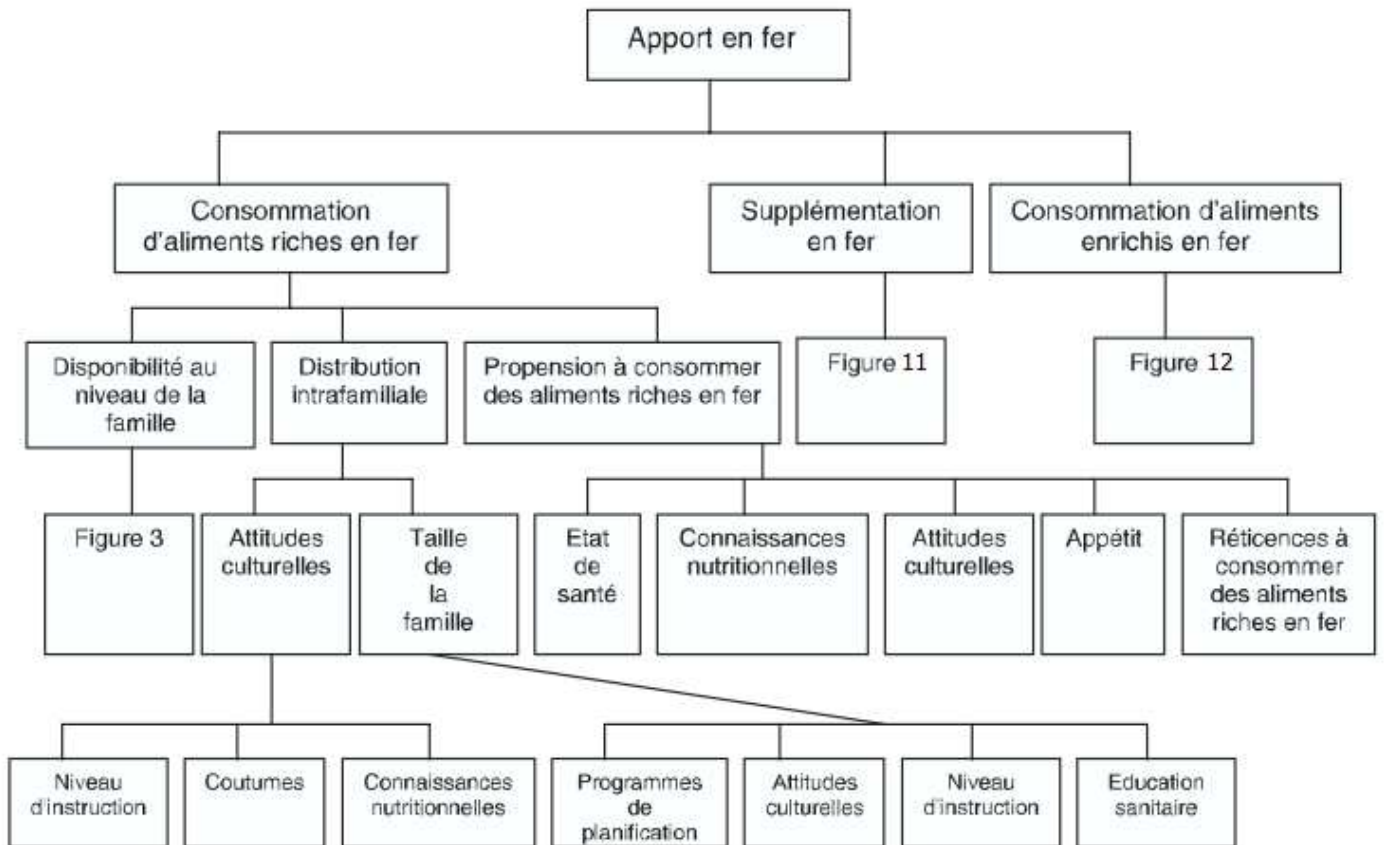 Apport en fer
Consommation
d'aliments riches en fer
Supplémentation
en fer
Consommation d'aliments
enrichis en fer
Disponibilité au
niveau de la
famille
Distribution
intrafamiliale
Propension à consommer
des aliments riches en fer
Figure 11
Figure 12
Figure 3
Attitudes
culturelles
Taille
de
la
famille
Etat
de
santé
Connaissances
nutritionnelles
Attitudes
culturelles
Appétit
Réticences à
consommer
des aliments
riches en fer
Niveau
d'instruction
Coutumes
Connaissances
nutritionnelles
Programmes
de
planification
Attitudes
culturelles
Niveau
d'instruction
Education
sanitaire